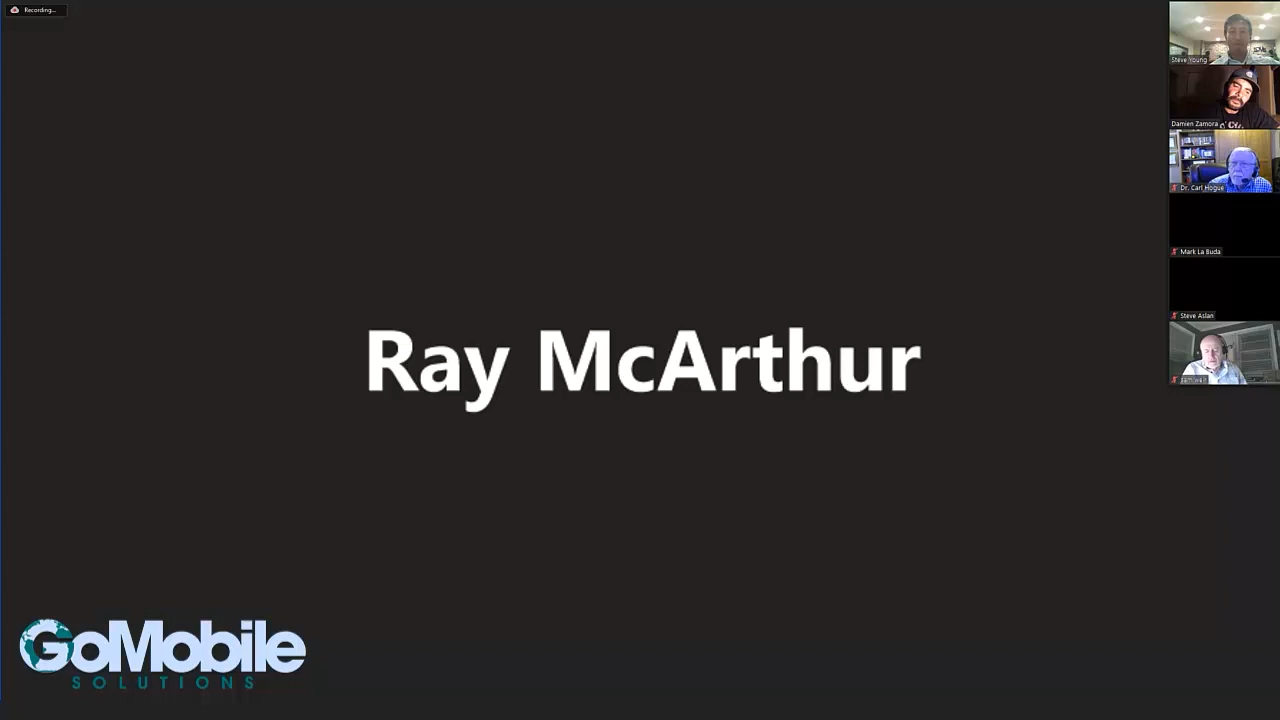 Recording...
Steve Young
Damien Zamora
Dr. Carl Hogue
Mark La Buda
Steve Aslan
Ray McArthur
GoMobile
SOLUTIONS